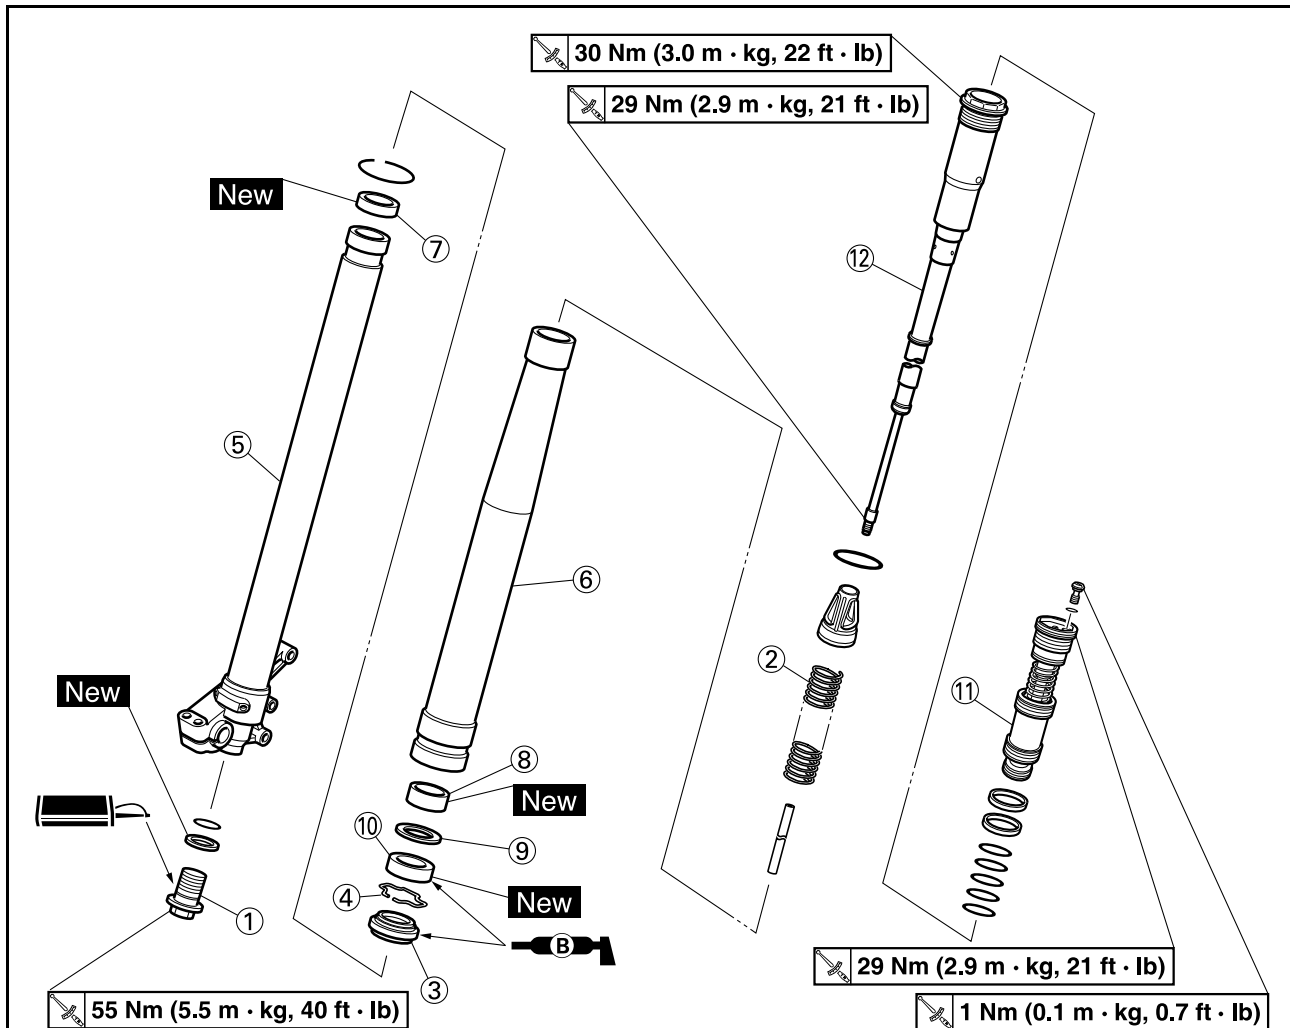 30 Nm (3.0 m · kg, 22 ft · lb)
29 Nm (2.9 m · kg, 21 ft · lb)
New
7
12
5
6
2
11
New
8
New
10
9
4
New
1
B
3
29 Nm (2.9 m · kg, 21 ft · lb)
55 Nm (5.5 m · kg, 40 ft · lb)
1 Nm (0.1 m · kg, 0.7 ft · lb)